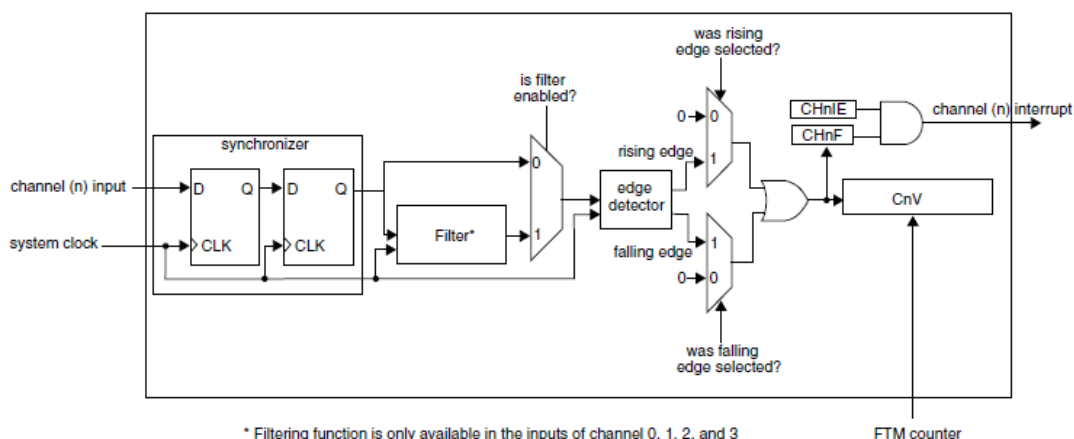 was rising
edge selected?
is filter
enabled?
synchronizer
channel (n) input
system clock
D Q
CLK
D Q
CLK
Filter*
0
1
edge
detector
rising edge
falling edge
0
0
1
1
0
0
CHnIE
CHnF
channel (n) interrupt
CnV
was falling
edge selected?
* Filtering function is only available in the inputs of channel 0, 1, 2, and 3
FTM counter